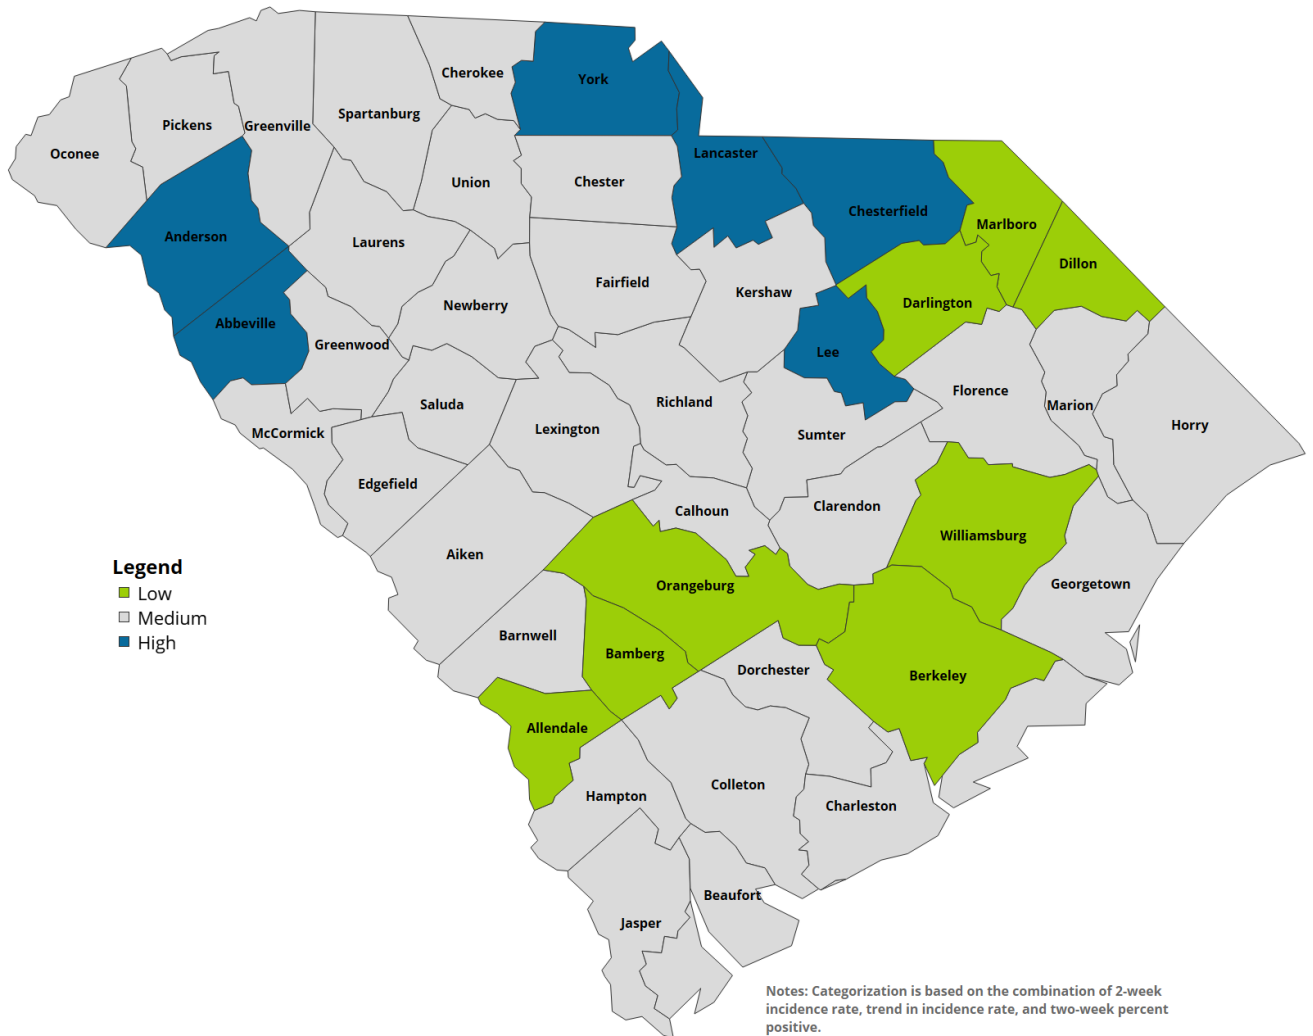 Cherokee
York
Spartanburg
Pickens
Greenville
Oconee
Lancaster
Union
Chester
Chesterfield
Marlboro
Anderson
Laurens
Dillon
Fairfield
Kershaw
Darlington
Newberry
Abbeville
Greenwood
Lee
Florence
Saluda
Richland
Marion
Horry
McCormick
Lexington
Sumter
Edgefield
Calhoun
Clarendon
Williamsburg
Aiken
Orangeburg
Georgetown
Legend
Low
Medium
High
Barnwell
Bamberg
Dorchester
Berkeley
Allendale
Colleton
Hampton
Charleston
Beaufort
Jasper
Notes: Categorization is based on the combination of 2-week
incidence rate, trend in incidence rate, and two-week percent
positive.